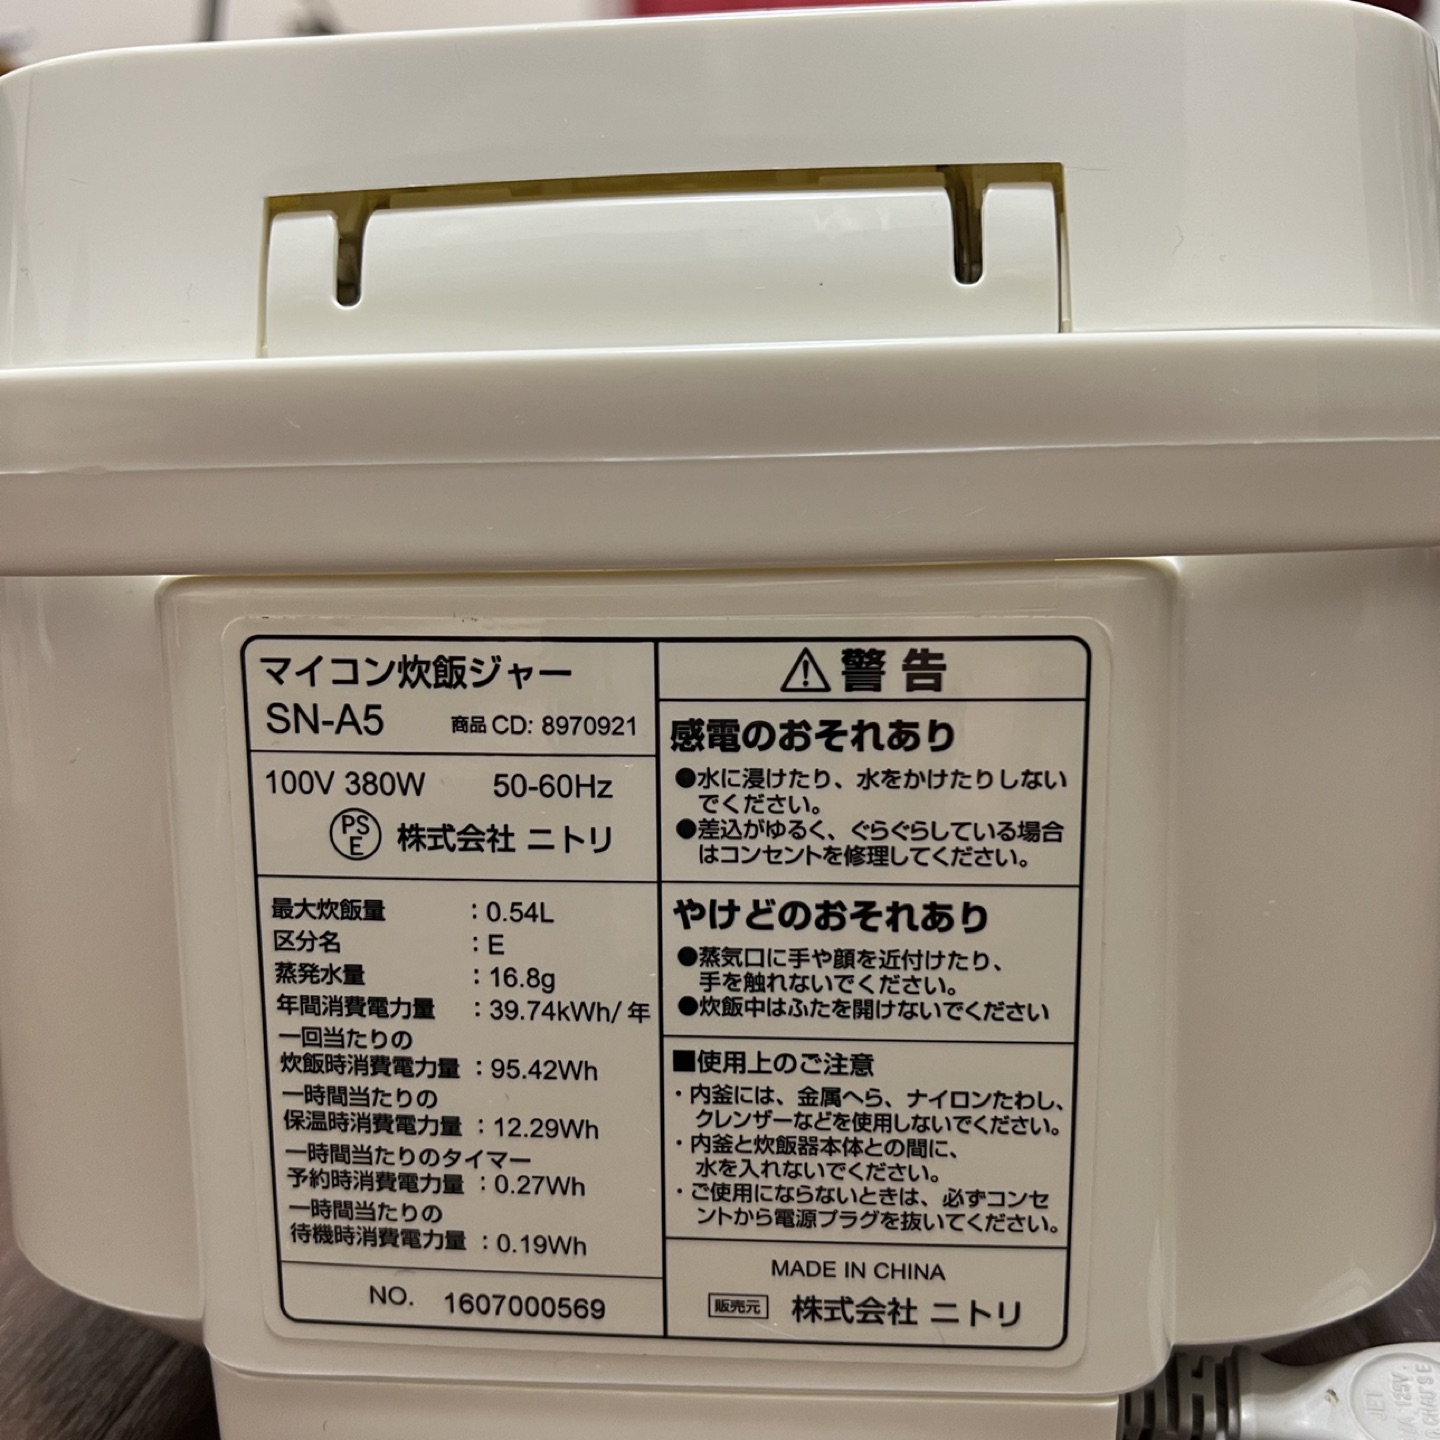 マイコン炊飯ジャー
SN-A5 商品CD: 8970921
100V 380W 50-60Hz
PS
E
株式会社 ニトリ
最大炊飯量 : 0.54L
区分名 : E
蒸発水量 : 16.8g
年間消費電力量 : 39.74kWh/年
一回当たりの
炊飯時消費電力量 : 95.42Wh
一時間当たりの
保温時消費電力量 : 12.29Wh
一時間当たりのタイマー
予約時消費電力量 : 0.27Wh
一時間当たりの
待機時消費電力量 : 0.19Wh
NO. 1607000569
⚠警告
感電のおそれあり
●水に浸けたり、水をかけたりしない
でください。
●差込がゆるく、ぐらぐらしている場合
はコンセントを修理してください。
やけどのおそれあり
●蒸気口に手や顔を近付けたり、
手を触れないでください。
●炊飯中はふたを開けないでください
■使用上のご注意
・内釜には、金属へら、ナイロンたわし、
クレンザーなどを使用しないでください。
・内釜と炊飯器本体との間に、
水を入れないでください。
・ご使用にならないときは、必ずコンセ
ントから電源プラグを抜いてください。
MADE IN CHINA
販売元 株式会社 ニトリ
JET
125V